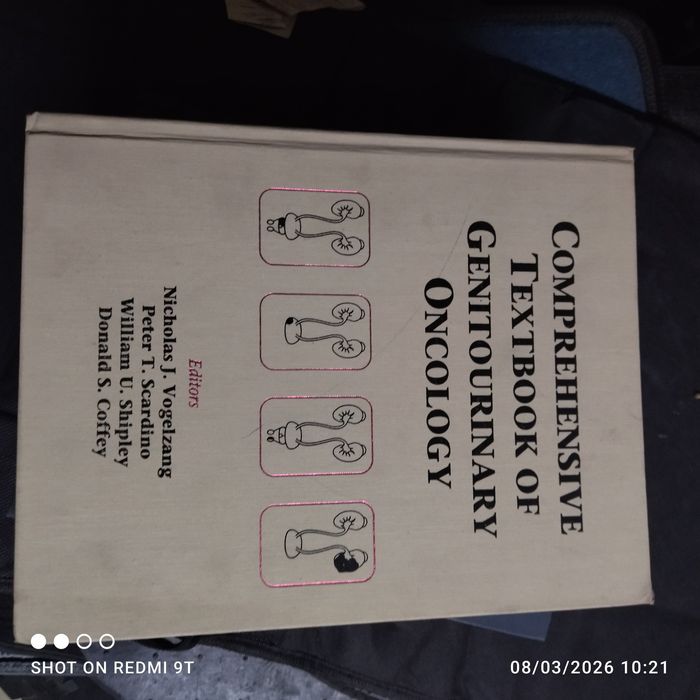 COMPREHENSIVE
TEXTBOOK OF
GENITOURINARY
ONCOLOGY
Editors
Nicholas J. Vogelzang
Peter T. Scardino
William U. Shipley
Donald S. Coffey
SHOT ON REDMI 9T
08/03/2026 10:21